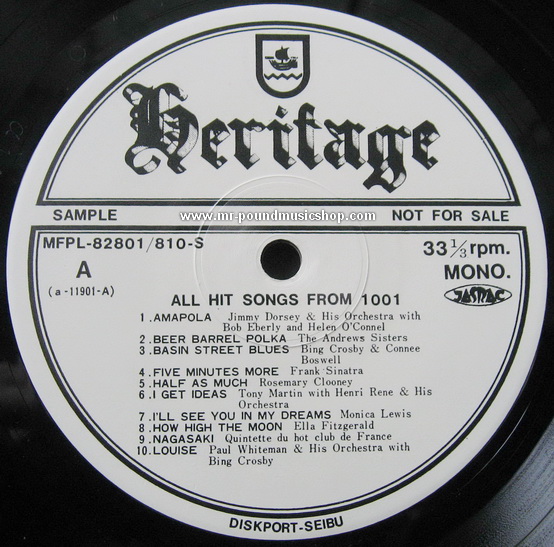 Heritage
SAMPLE
NOT FOR SALE
www.mr-poundmusicshop.com
MFPL-82801/810-S
33 1/3 rpm.
A
MONO.
(a-11901-A)
JASRAC
ALL HIT SONGS FROM 1001
1. AMAPOLA Jimmy Dorsey & His Orchestra with
Bob Eberly and Helen O'Connel
2. BEER BARREL POLKA The Andrews Sisters
3. BASIN STREET BLUES Bing Crosby & Connee
Boswell
4. FIVE MINUTES MORE Frank Sinatra
5. HALF AS MUCH Rosemary Clooney
6. I GET IDEAS Tony Martin with Henri Rene & His
Orchestra
7. I'LL SEE YOU IN MY DREAMS Monica Lewis
8. HOW HIGH THE MOON Ella Fitzgerald
9. NAGASAKI Quintette du hot club de France
10. LOUISE Paul Whiteman & His Orchestra with
Bing Crosby
DISKPORT-SEIBU